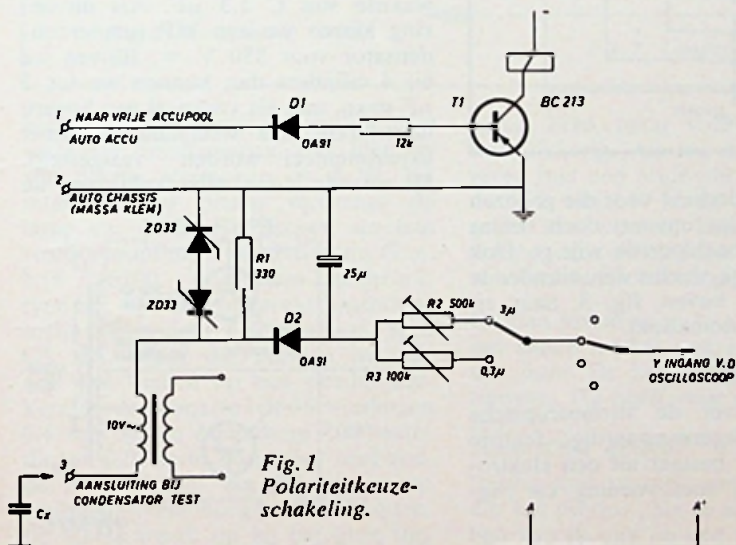 T1
BC 213
1
NAAR VRIJE ACCUPOOL
AUTO ACCU
D1
OA91
12k
2
AUTO CHASSIS
(MASSA KLEM)
ZD33
ZD33
R1
330
25µ
D2
OA91
R2 500k
3µ
R3 100k
0,3µ
Y INGANG V.D
OSCILLOSCOOP
10V~
3
AANSLUITING BIJ
CONDENSATOR TEST
Cx
Fig. 1
Polariteitkeuze-
schakeling.
A
A'